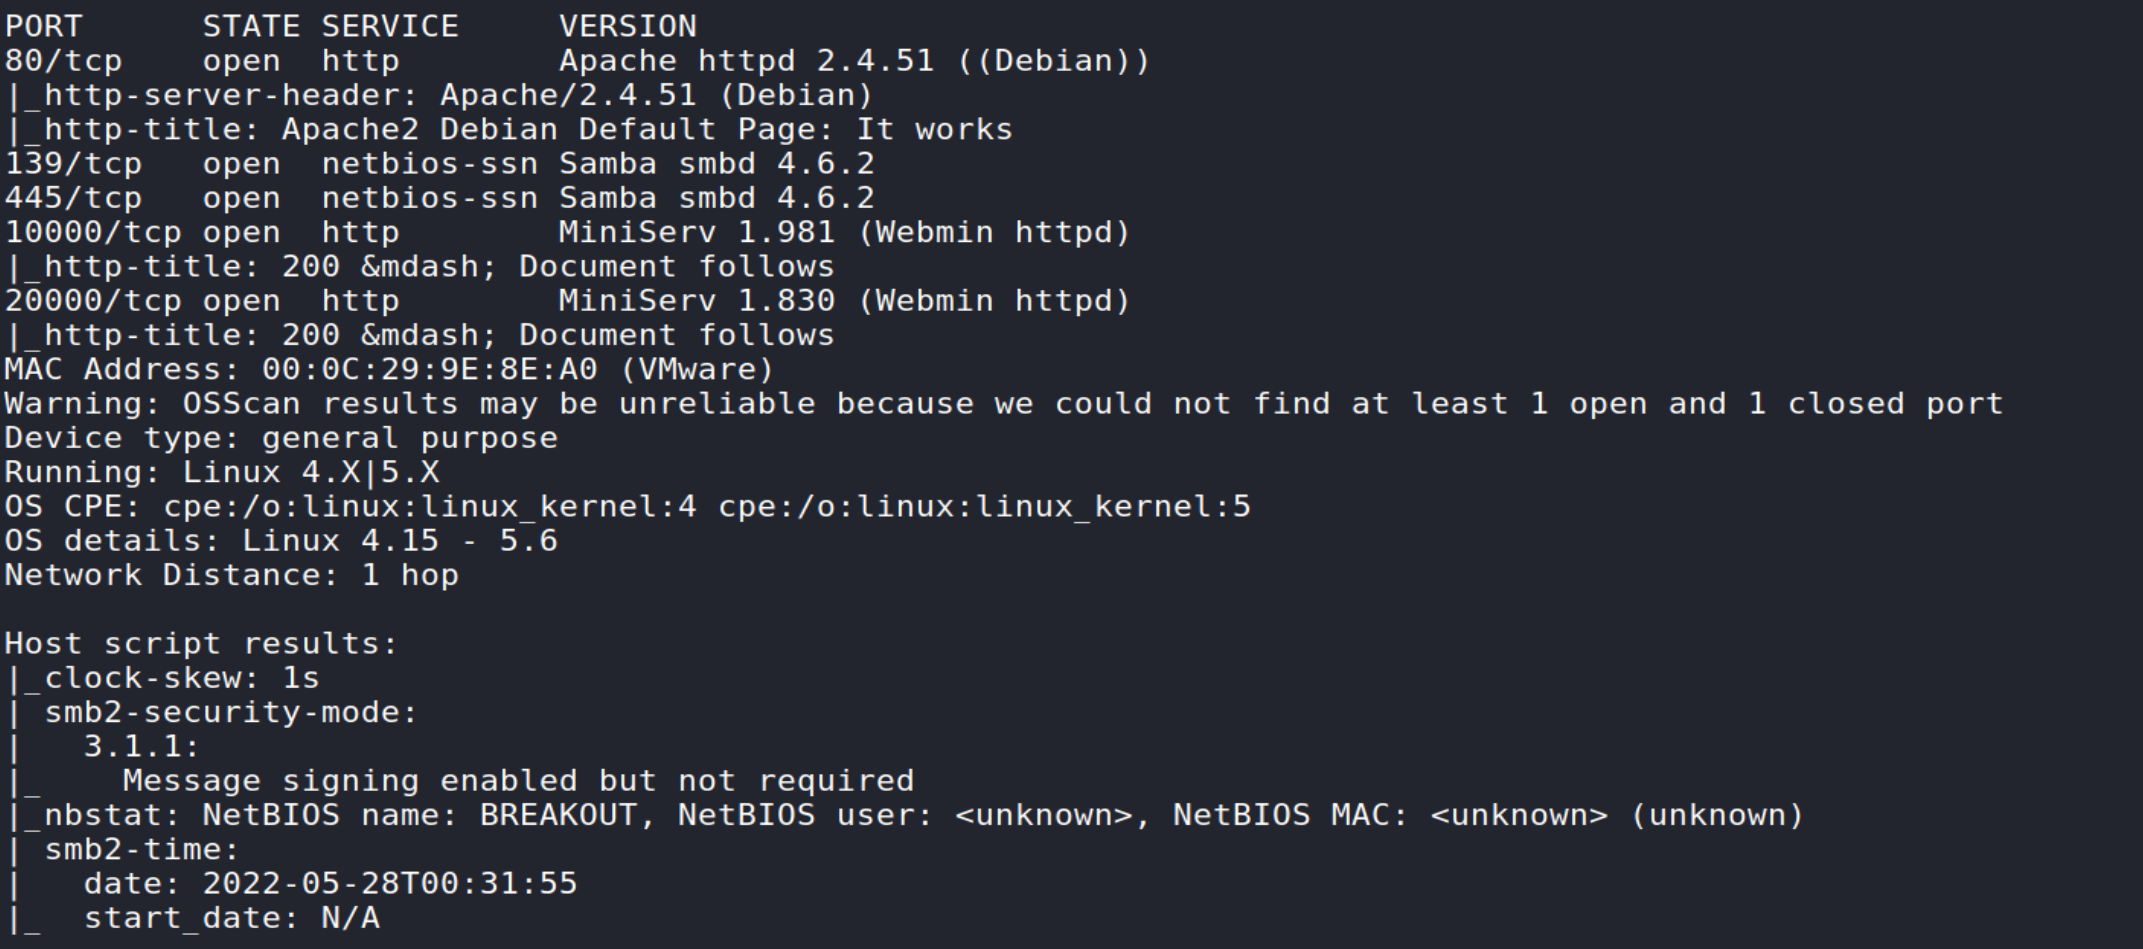 PORT      STATE SERVICE     VERSION
80/tcp    open  http        Apache httpd 2.4.51 ((Debian))
|_http-server-header: Apache/2.4.51 (Debian)
|_http-title: Apache2 Debian Default Page: It works
139/tcp   open  netbios-ssn Samba smbd 4.6.2
445/tcp   open  netbios-ssn Samba smbd 4.6.2
10000/tcp open  http        MiniServ 1.981 (Webmin httpd)
|_http-title: 200 &mdash; Document follows
20000/tcp open  http        MiniServ 1.830 (Webmin httpd)
|_http-title: 200 &mdash; Document follows
MAC Address: 00:0C:29:9E:8E:A0 (VMware)
Warning: OSScan results may be unreliable because we could not find at least 1 open and 1 closed port
Device type: general purpose
Running: Linux 4.X|5.X
OS CPE: cpe:/o:linux:linux_kernel:4 cpe:/o:linux:linux_kernel:5
OS details: Linux 4.15 - 5.6
Network Distance: 1 hop

Host script results:
|_clock-skew: 1s
| smb2-security-mode:
|   3.1.1:
|_    Message signing enabled but not required
|_nbstat: NetBIOS name: BREAKOUT, NetBIOS user: <unknown>, NetBIOS MAC: <unknown> (unknown)
| smb2-time:
|   date: 2022-05-28T00:31:55
|_  start_date: N/A